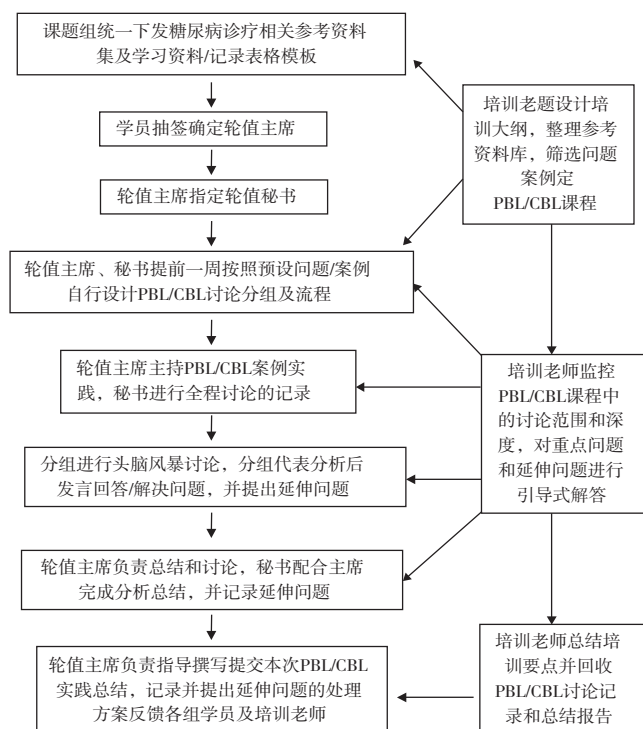 课题组统一下发糖尿病诊疗相关参考资料
集及学习资料/记录表格模板
学员抽签确定轮值主席
轮值主席指定轮值秘书
轮值主席、秘书提前一周按照预设问题/案例
自行设计PBL/CBL讨论分组及流程
轮值主席主持PBL/CBL案例实
践，秘书进行全程讨论的记录
分组进行头脑风暴讨论，分组代表分析后
发言回答/解决问题，并提出延伸问题
轮值主席负责总结和讨论，秘书配合主席
完成分析总结，并记录延伸问题
轮值主席负责指导撰写提交本次PBL/CBL
实践总结，记录并提出延伸问题的处理
方案反馈各组学员及培训老师
培训老题设计培
训大纲，整理参考
资料库，筛选问题
案例定
PBL/CBL课程
培训老师监控
PBL/CBL课程中
的讨论范围和深
度，对重点问题
和延伸问题进行
引导式解答
培训老师总结培
训要点并回收
PBL/CBL讨论记
录和总结报告